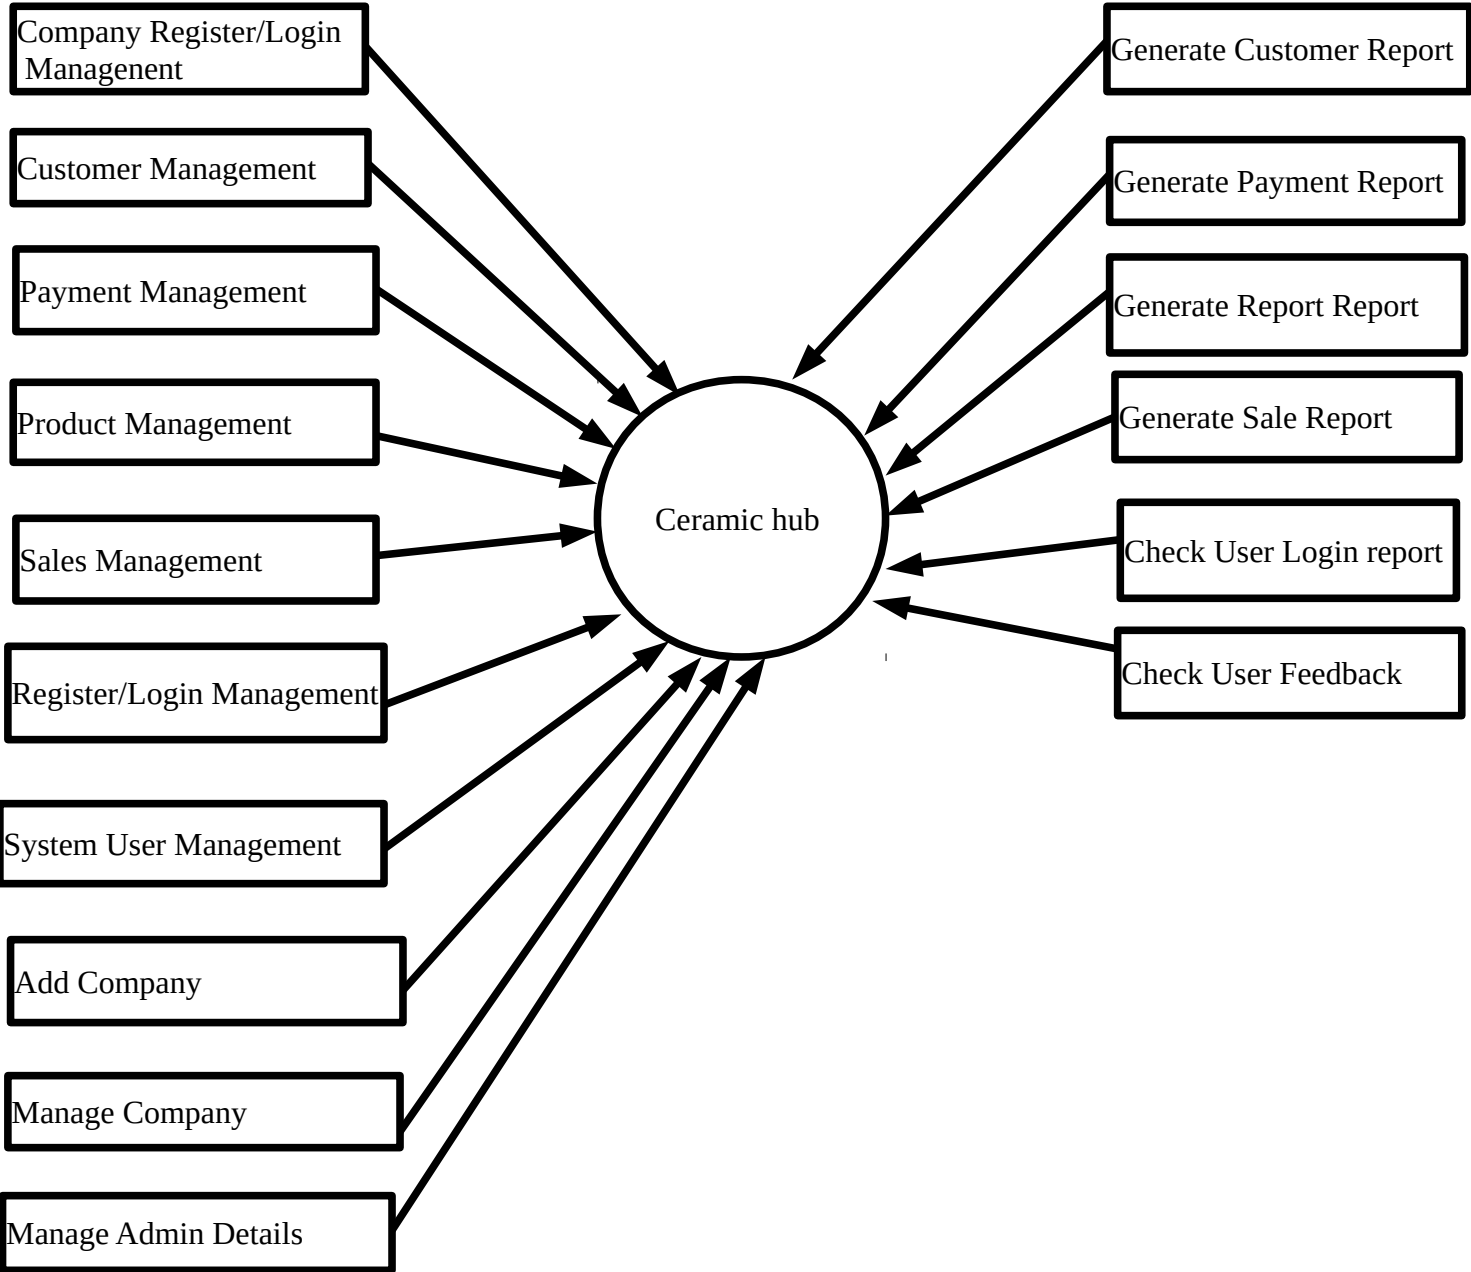 Company Register/Login
Managenent
Customer Management
Payment Management
Product Management
Sales Management
Register/Login Management
System User Management
Add Company
Manage Company
Manage Admin Details
Ceramic hub
Generate Customer Report
Generate Payment Report
Generate Report Report
Generate Sale Report
Check User Login report
Check User Feedback